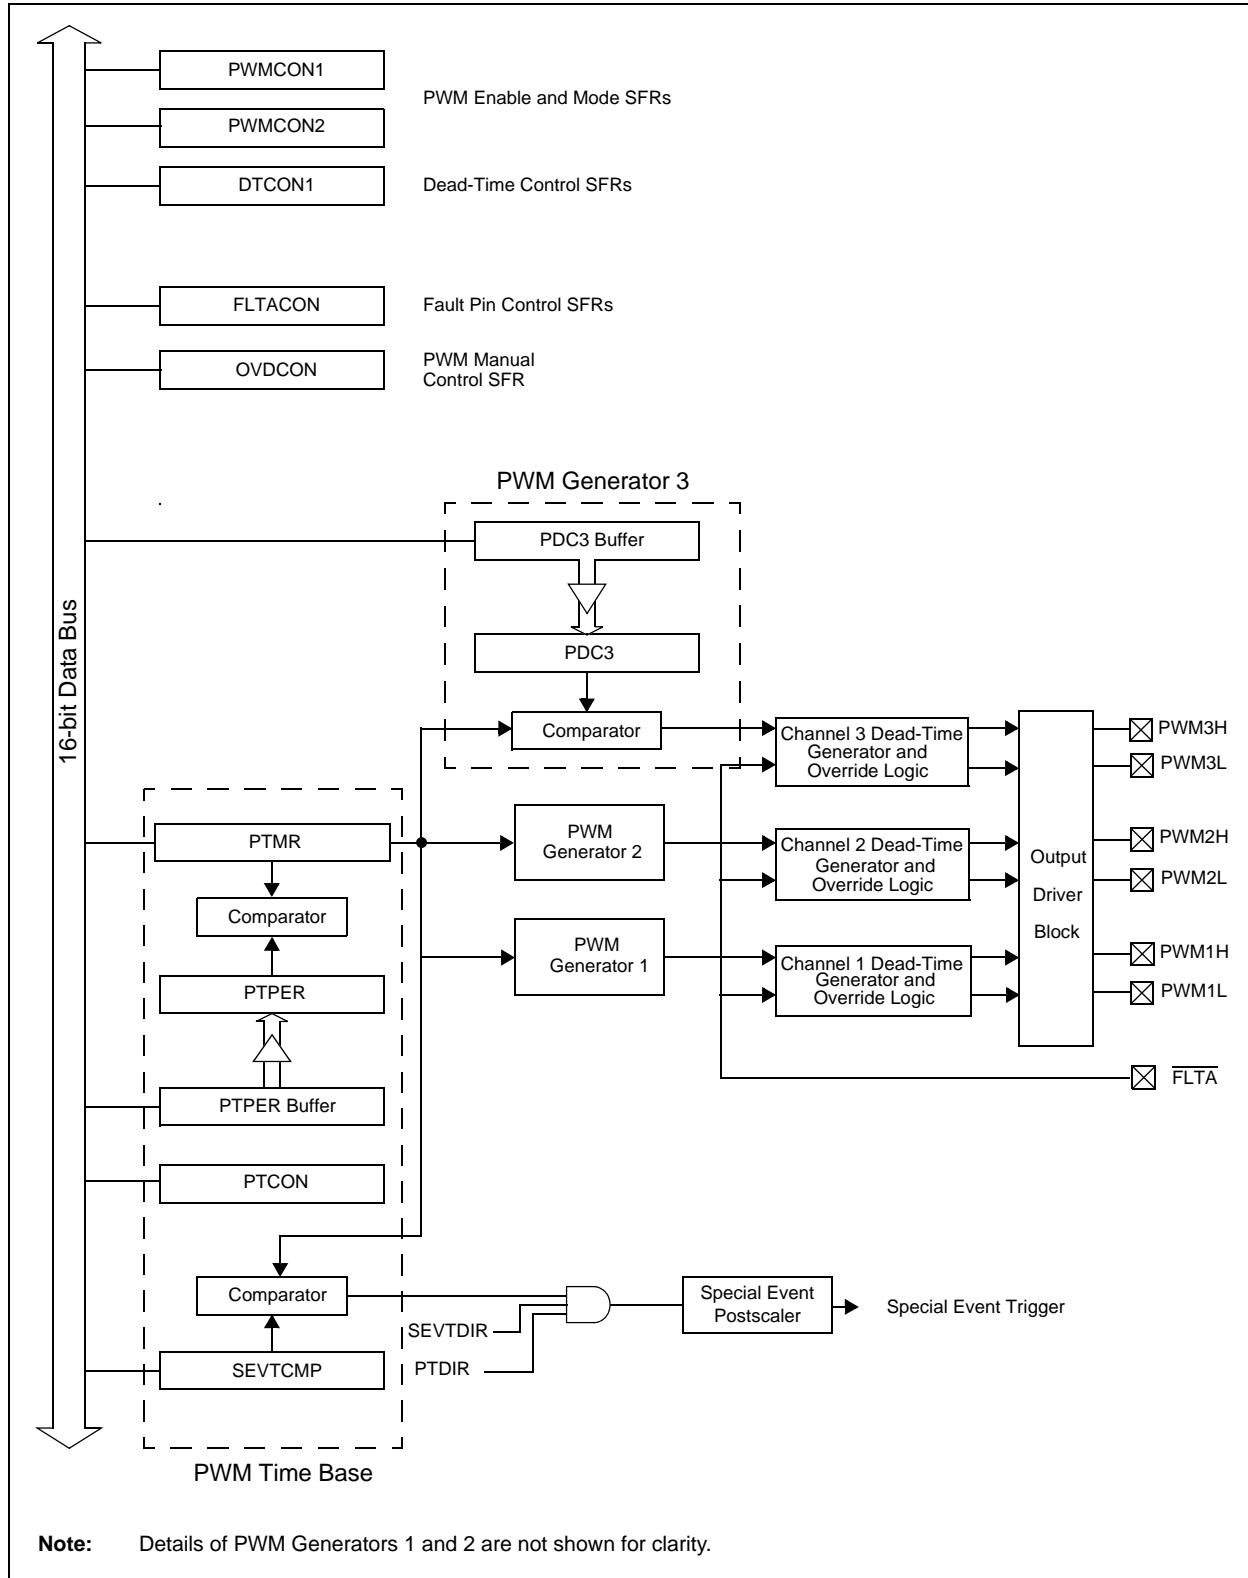 PWMCON1
PWM Enable and Mode SFRs
PWMCON2
DTCON1
Dead-Time Control SFRs
FLTACON
Fault Pin Control SFRs
OVDCON
PWM Manual
Control SFR
16-bit Data Bus
PWM Generator 3
PDC3 Buffer
PDC3
Comparator
Channel 3 Dead-Time
Generator and
Override Logic
PWM3H
PWM3L
PTMR
PWM
Generator 2
Channel 2 Dead-Time
Generator and
Override Logic
PWM2H
PWM2L
Output
Driver
Block
Comparator
PWM
Generator 1
Channel 1 Dead-Time
Generator and
Override Logic
PWM1H
PWM1L
PTPER
FLTA
PTPER Buffer
PTCON
Comparator
SEVTDIR
PTDIR
Special Event
Postscaler
Special Event Trigger
SEVTCMP
PWM Time Base
Note: Details of PWM Generators 1 and 2 are not shown for clarity.